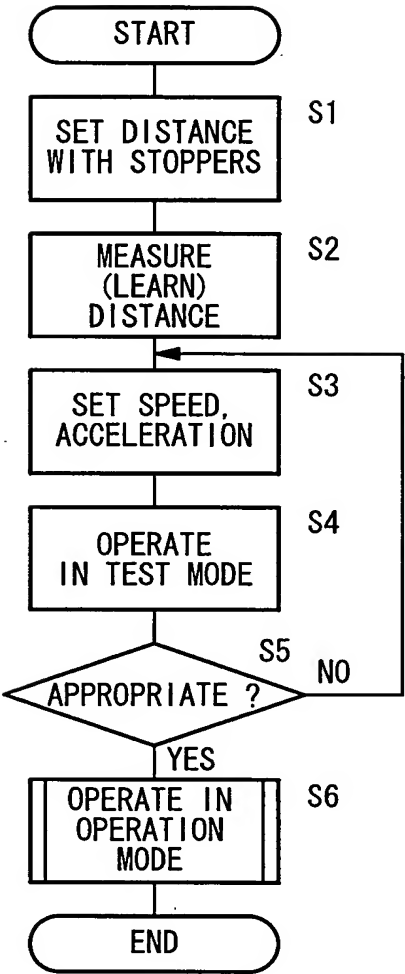 START
S1
SET DISTANCE
WITH STOPPERS
S2
MEASURE
(LEARN)
DISTANCE
S3
SET SPEED,
ACCELERATION
S4
OPERATE
IN TEST MODE
S5
APPROPRIATE ?
NO
YES
S6
OPERATE IN
OPERATION
MODE
END